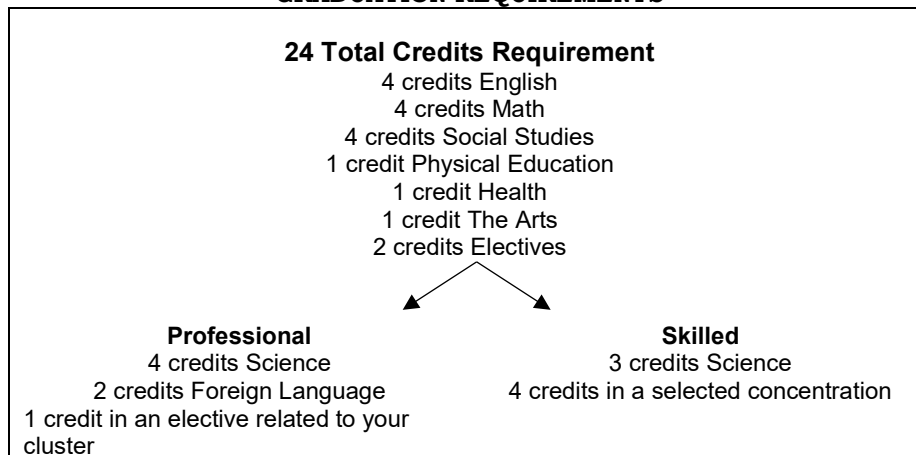 GRADUATION REQUIREMENTS
24 Total Credits Requirement
4 credits English
4 credits Math
4 credits Social Studies
1 credit Physical Education
1 credit Health
1 credit The Arts
2 credits Electives
Professional
4 credits Science
2 credits Foreign Language
1 credit in an elective related to your
cluster
Skilled
3 credits Science
4 credits in a selected concentration